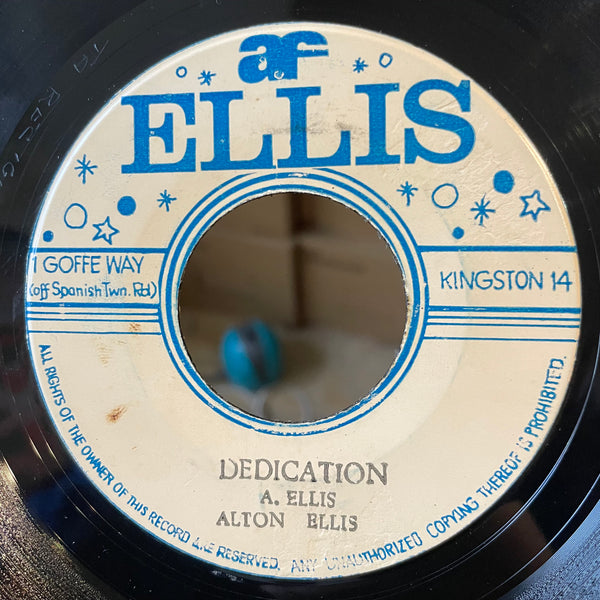 af
ELLIS
1 GOFFE WAY
(off Spanish Twn. Rd.)
KINGSTON 14
DEDICATION
A. ELLIS
ALTON ELLIS
ALL RIGHTS OF THE OWNER OF THIS RECORD ARE RESERVED. ANY UNAUTHORIZED COPYING THEREOF IS PROHIBITED.